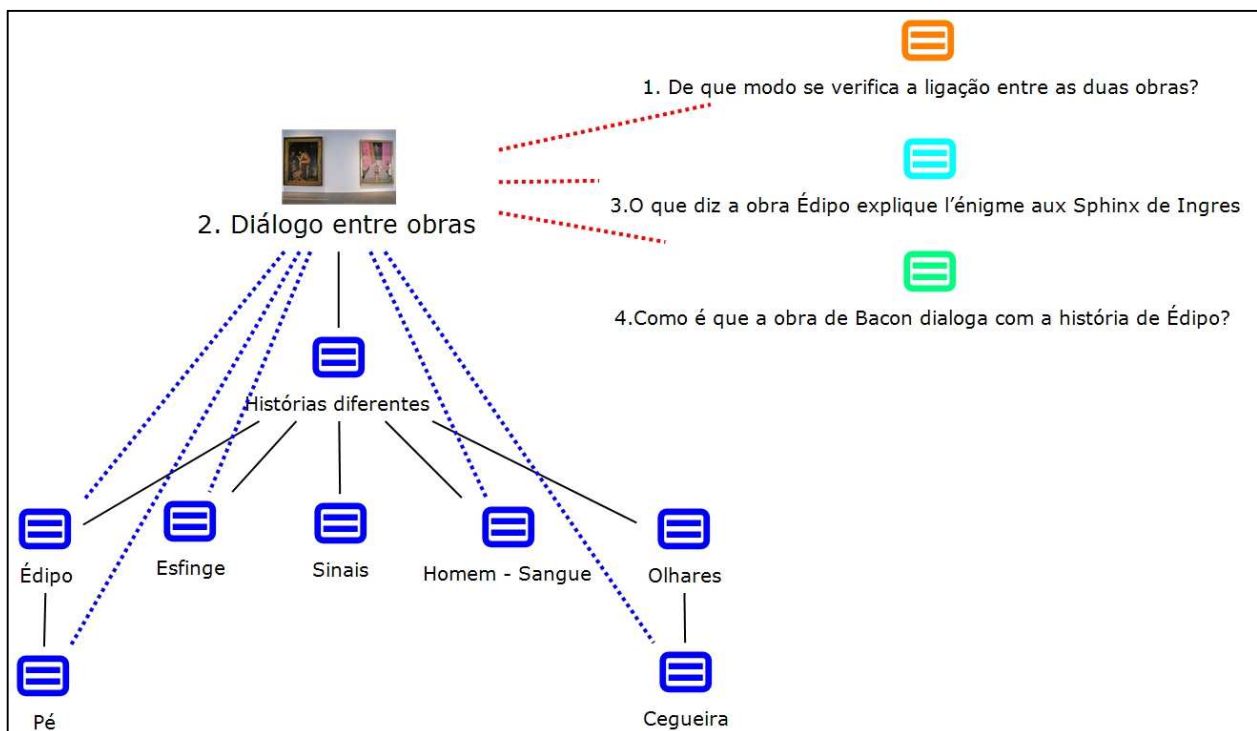 1. De que modo se verifica a ligação entre as duas obras?
2. Diálogo entre obras
3.O que diz a obra Édipo explique l'énigme aux Sphinx de Ingres
4.Como é que a obra de Bacon dialoga com a história de Édipo?
Histórias diferentes
Édipo
Esfinge
Sinais
Homem - Sangue
Olhares
Pé
Cegueira